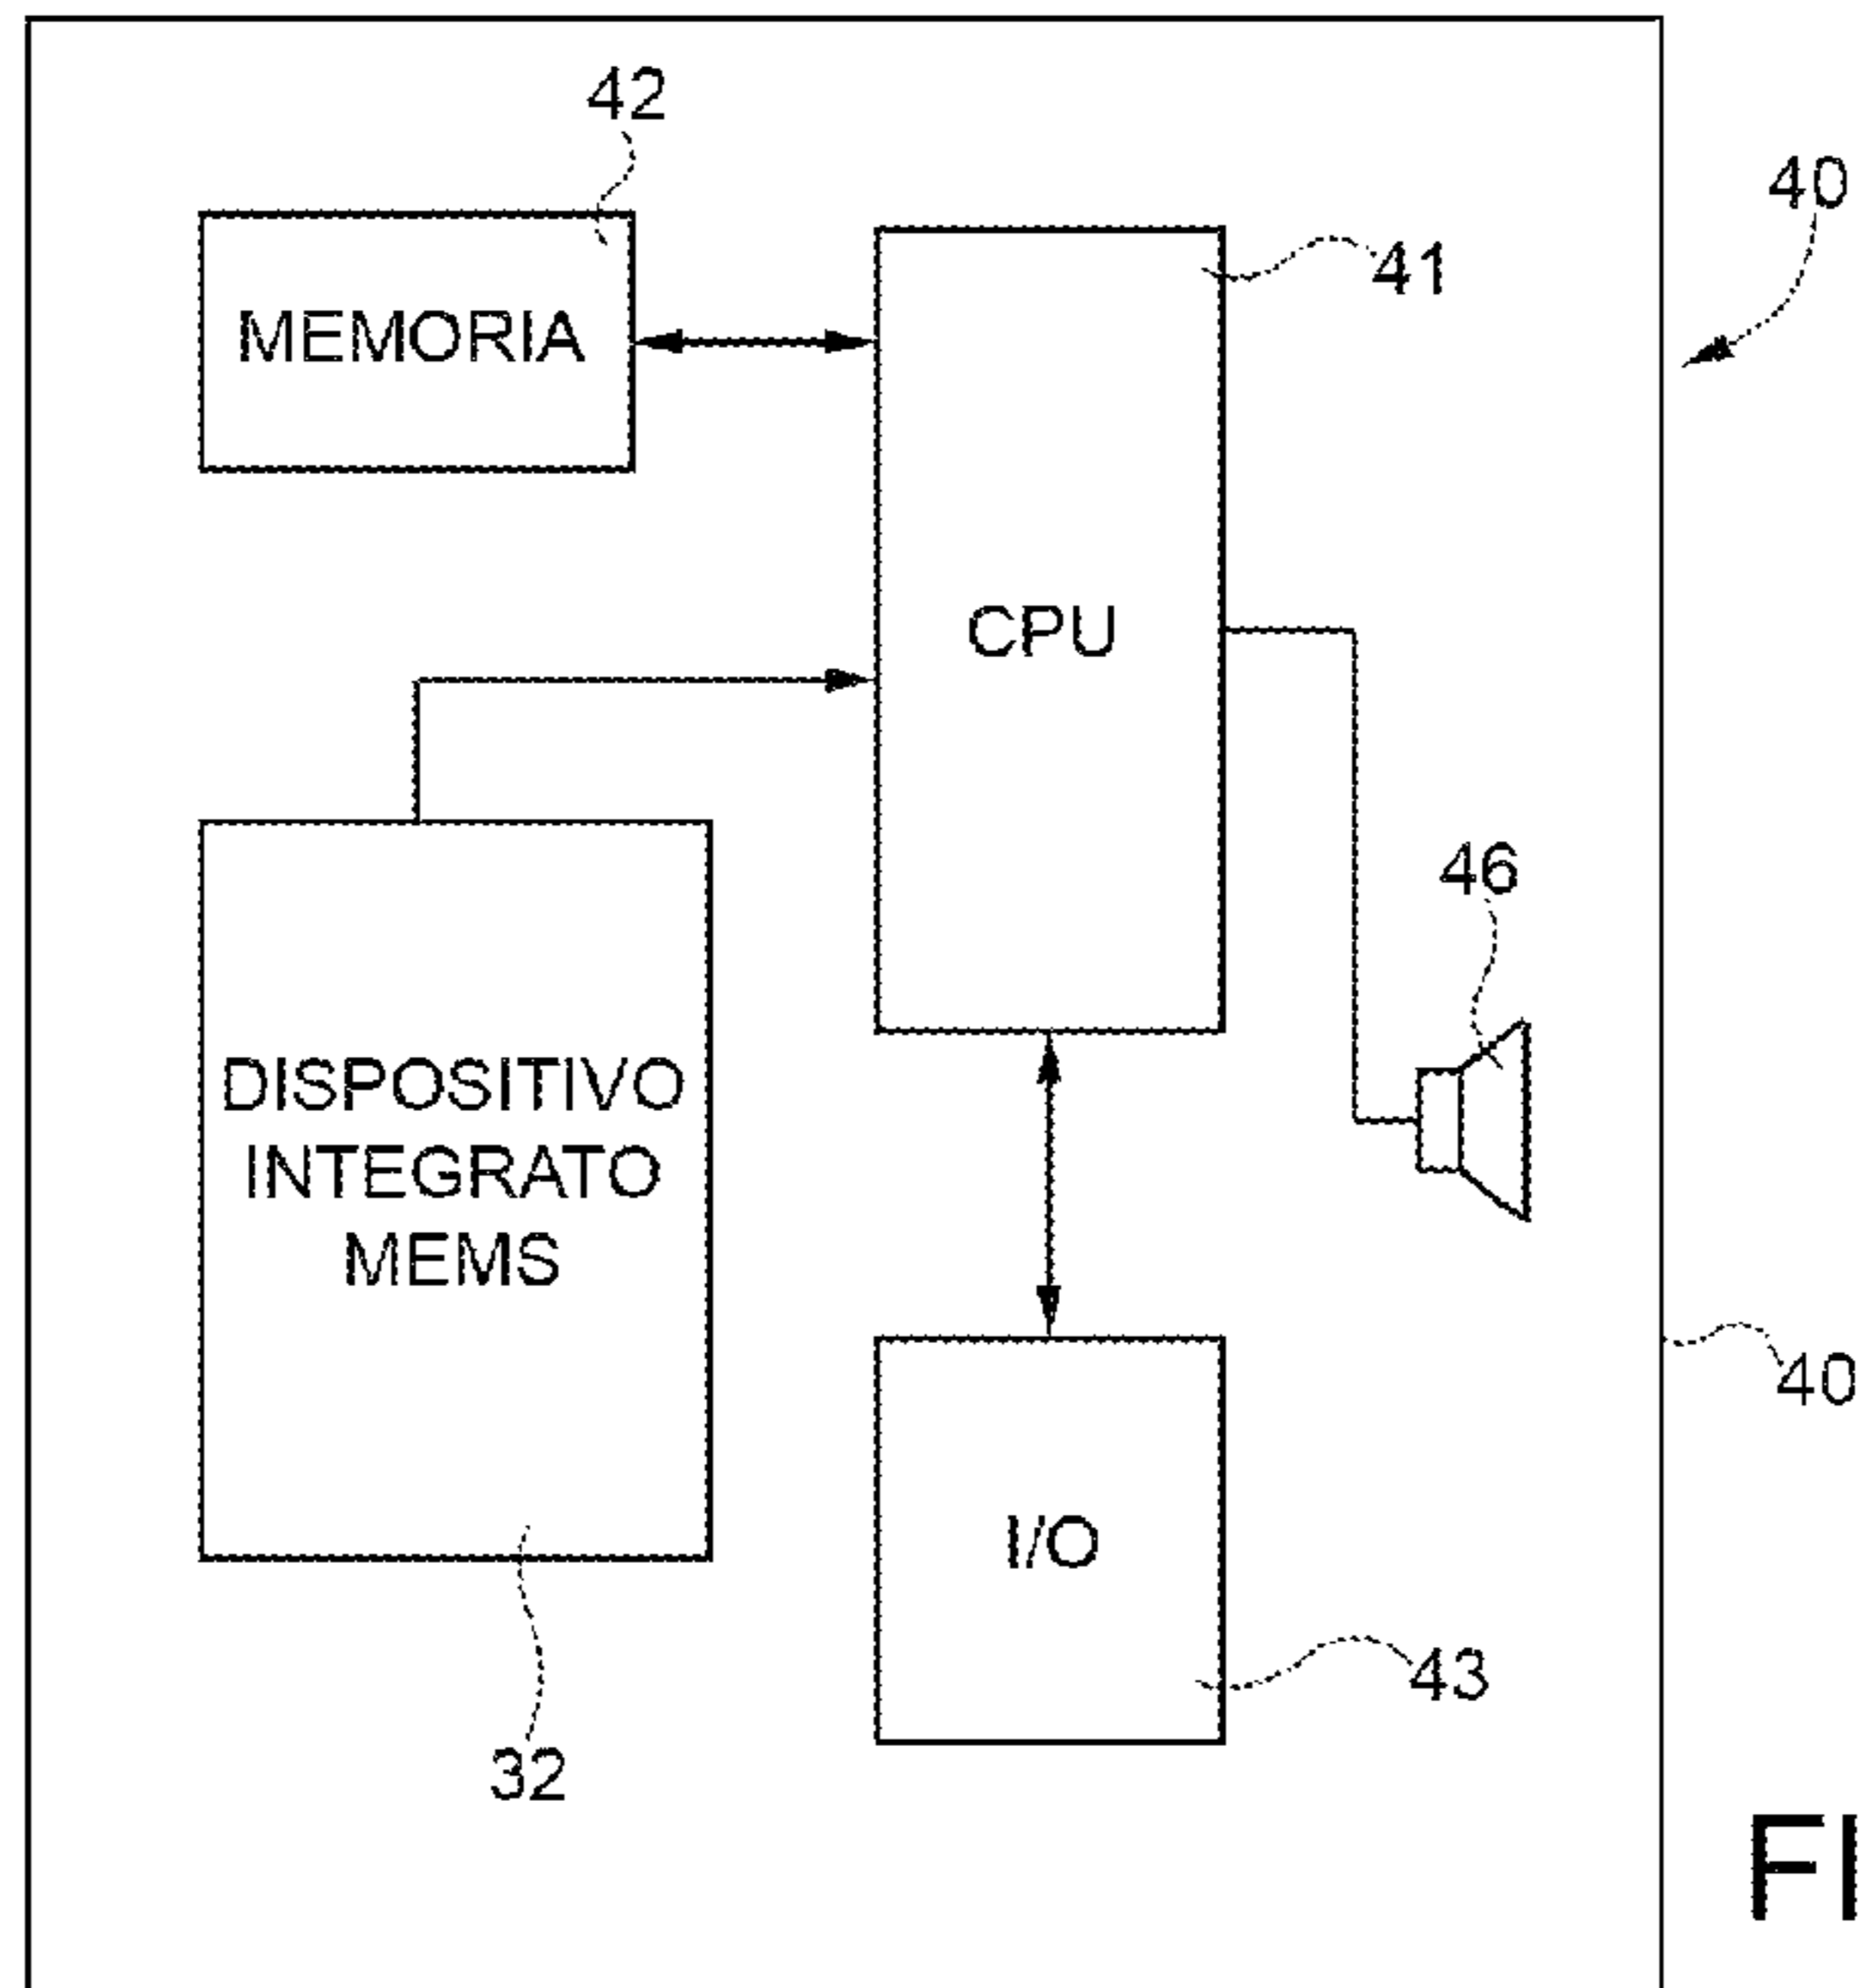 42
40
MEMORIA
41
CPU
46
DISPOSITIVO
INTEGRATO
MEMS
40
I/O
43
32
FI